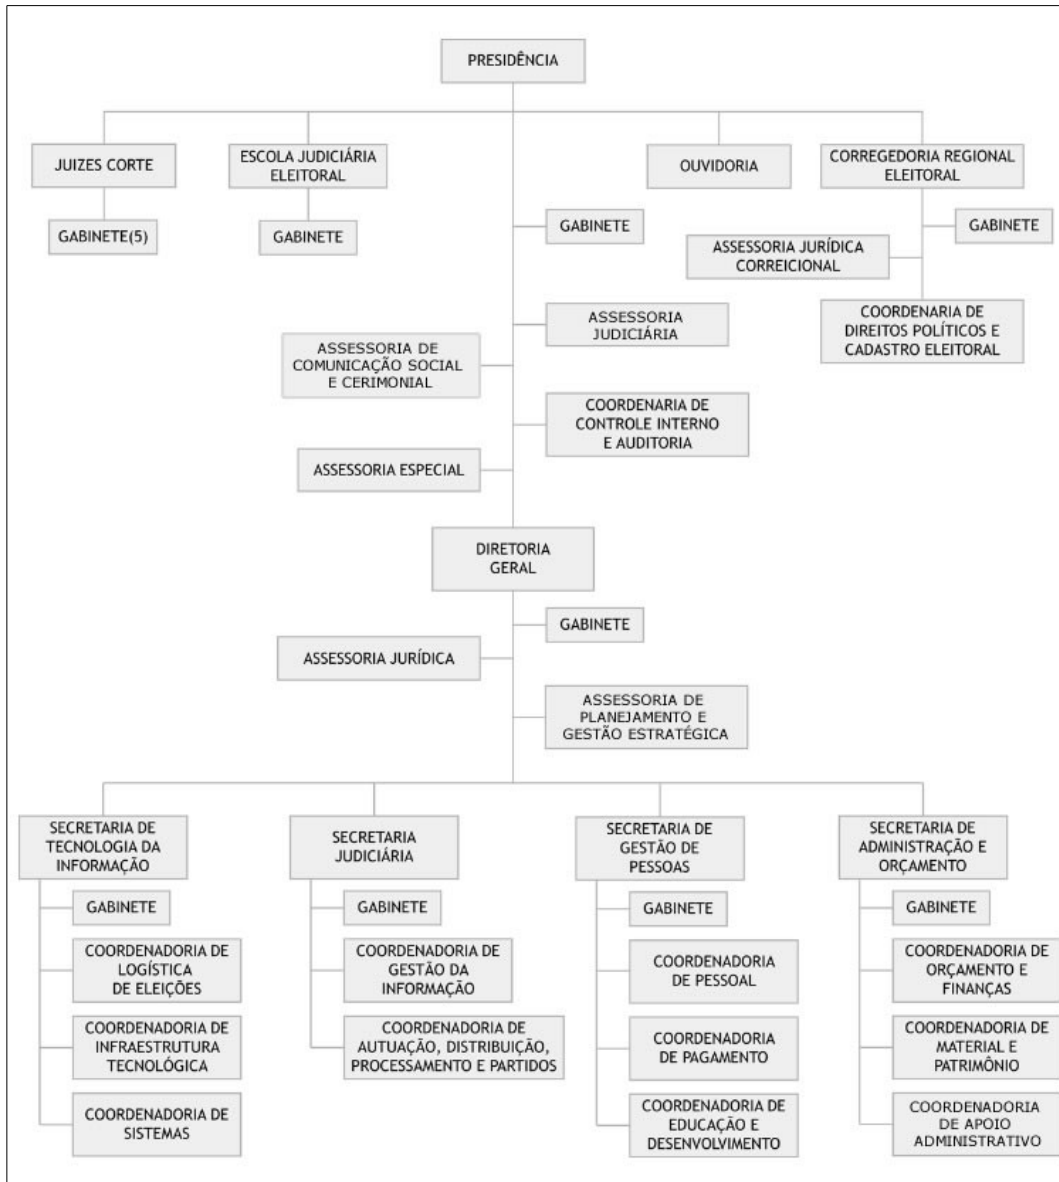 PRESIDÊNCIA
JUIZES CORTE
ESCOLA JUDICIÁRIA
ELEITORAL
OUVIDORIA
CORREGEDORIA REGIONAL
ELEITORAL
GABINETE(5)
GABINETE
GABINETE
GABINETE
ASSESSORIA JURÍDICA
CORREICIONAL
ASSESSORIA
JUDICIÁRIA
COORDENARIA DE
DIREITOS POLÍTICOS E
CADASTRO ELEITORAL
ASSESSORIA DE
COMUNICAÇÃO SOCIAL
E CERIMONIAL
COORDENARIA DE
CONTROLE INTERNO
E AUDITORIA
ASSESSORIA ESPECIAL
DIRETORIA
GERAL
GABINETE
ASSESSORIA JURÍDICA
ASSESSORIA DE
PLANEJAMENTO E
GESTÃO ESTRATÉGICA
SECRETARIA DE
TECNOLOGIA DA
INFORMAÇÃO
GABINETE
COORDENADORIA DE
LOGÍSTICA
DE ELEIÇÕES
COORDENADORIA DE
INFRAESTRUTURA
TECNOLÓGICA
COORDENADORIA DE
SISTEMAS
SECRETARIA
JUDICIÁRIA
GABINETE
COORDENADORIA DE
GESTÃO DA
INFORMAÇÃO
COORDENADORIA DE
AUTUAÇÃO, DISTRIBUIÇÃO,
PROCESSAMENTO E PARTIDOS
SECRETARIA DE
GESTÃO DE
PESSOAS
GABINETE
COORDENADORIA
DE PESSOAL
COORDENADORIA
DE PAGAMENTO
COORDENADORIA DE
EDUCAÇÃO E
DESENVOLVIMENTO
SECRETARIA DE
ADMINISTRAÇÃO E
ORÇAMENTO
GABINETE
COORDENADORIA DE
ORÇAMENTO E
FINANÇAS
COORDENADORIA DE
MATERIAL E
PATRIMÔNIO
COORDENADORIA
DE APOIO
ADMINISTRATIVO